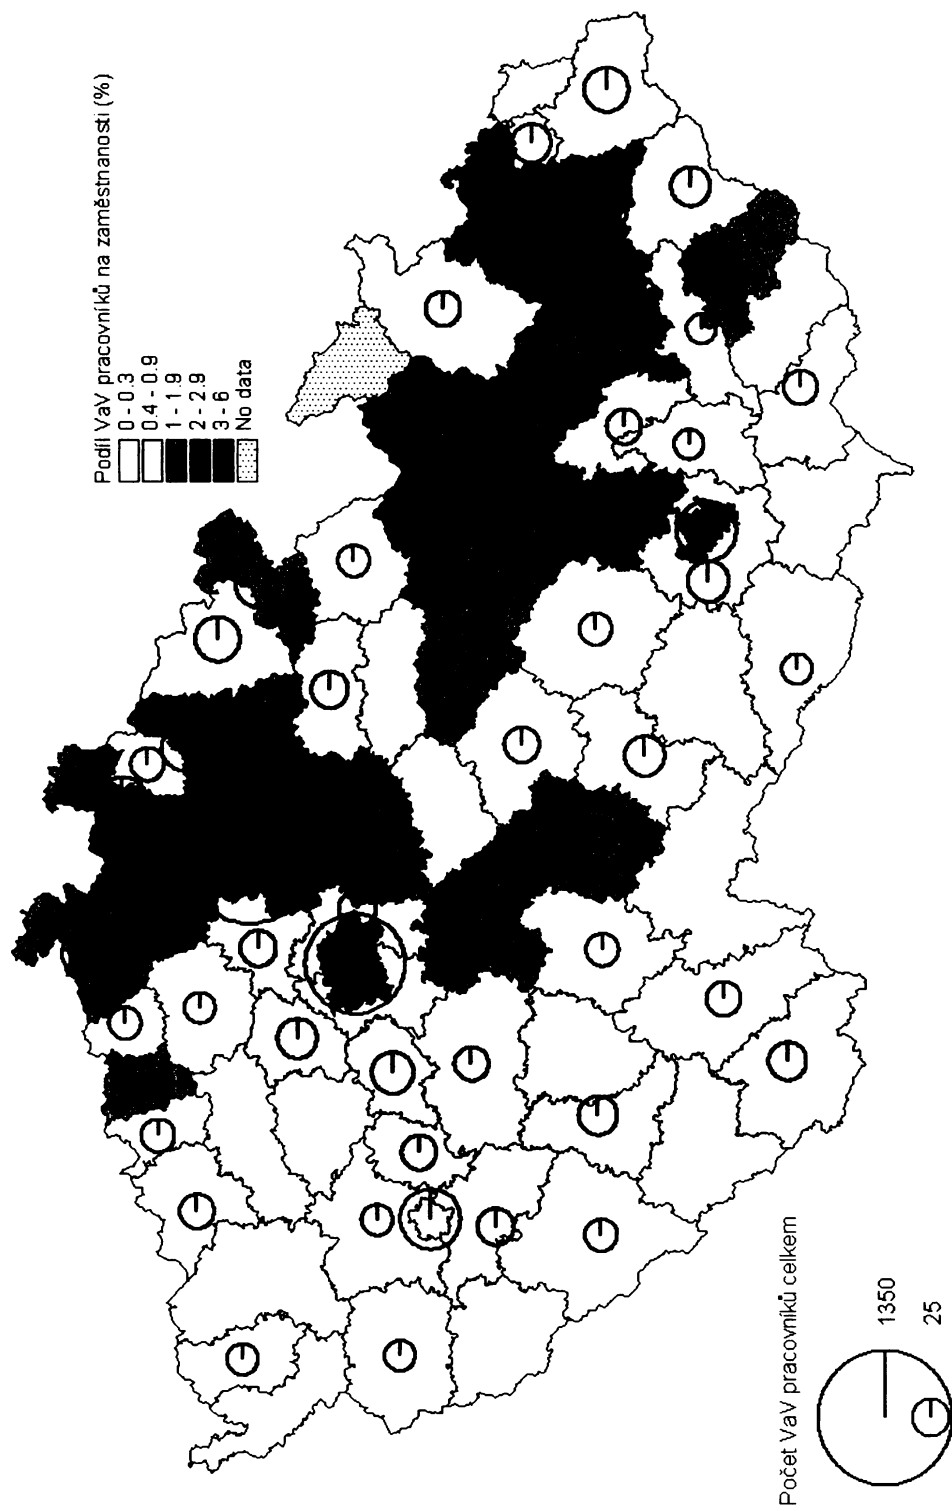 Podíl VaV pracovníků na zaměstnanosti (%)
0 - 0.3
0.4 - 0.9
1 - 1.9
2 - 2.9
3 - 6
No data
Počet VaV pracovníků celkem
1350
25